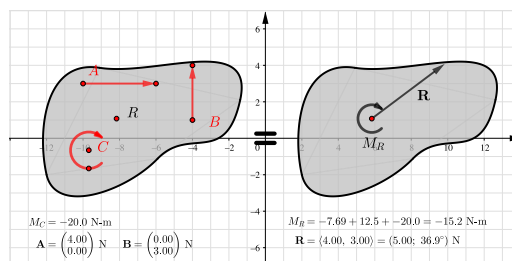 A
R
B
C
R
M_R
4
2
−2
−4
−6
−12
−10
−8
−6
−4
−2
2
4
6
8
10
12
M_C = −20.0 N-m
A = (4.00 0.00) N B = (0.00 3.00) N
M_R = −7.69 + 12.5 + −20.0 = −15.2 N-m
R = ⟨4.00, 3.00⟩ = (5.00; 36.9°) N